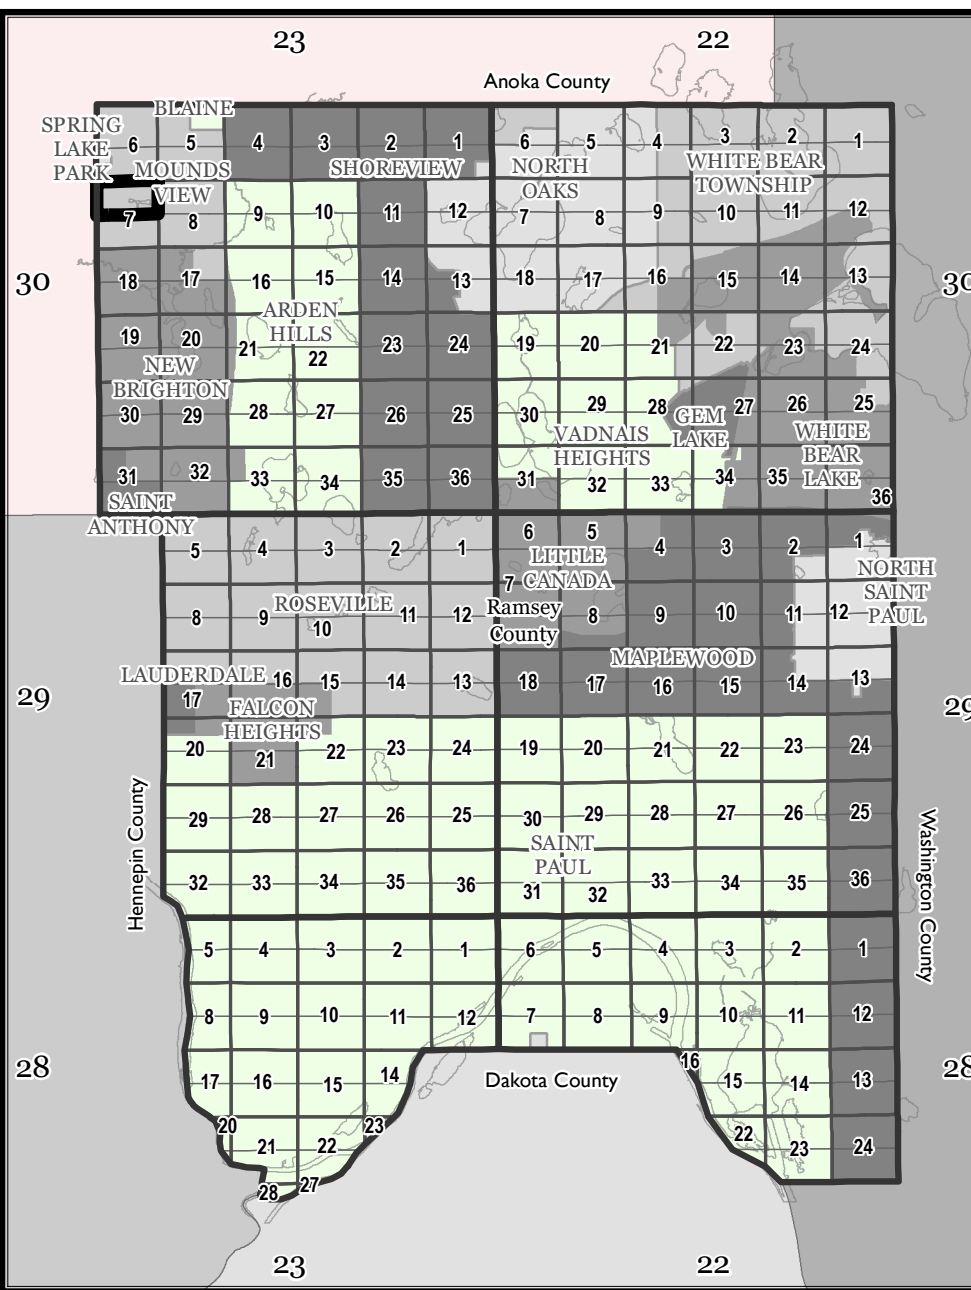 23 22
Anoka County
BLAINE
SPRING
LAKE
PARK
6 5 4 3 2 1 6 5 4 3 2 1
MOUNDS
VIEW
SHOREVIEW
NORTH
OAKS
WHITE BEAR
TOWNSHIP
7 8 9 10 11 12 7 8 9 10 11 12
30 18 17 16 15 14 13 18 17 16 15 14 13 30
ARDEN
HILLS
19 20 21 22 23 24 19 20 21 22 23 24
NEW
BRIGHTON
30 29 28 27 26 25 30 29 28 27 26 25
GEM
LAKE
VADNAIS
HEIGHTS
WHITE
BEAR
LAKE
31 32 33 34 35 36 31 32 33 34 35 36
SAINT
ANTHONY
5 4 3 2 1 6 5 4 3 2 1
LITTLE
CANADA
NORTH
SAINT
PAUL
8 9 10 11 12 7 8 9 10 11 12
ROSEVILLE
Ramsey
County
MAPLEWOOD
LAUDERDALE
29 17 16 15 14 13 18 17 16 15 14 13 29
FALCON
HEIGHTS
20 21 22 23 24 19 20 21 22 23 24
29 28 27 26 25 30 29 28 27 26 25
SAINT
PAUL
32 33 34 35 36 31 32 33 34 35 36
Hennepin County
Washington County
5 4 3 2 1 6 5 4 3 2 1
8 9 10 11 12 7 8 9 10 11 12
28 17 16 15 14 16 15 14 13 28
Dakota County
20 21 22 23 22 23 24
28 27
23 22